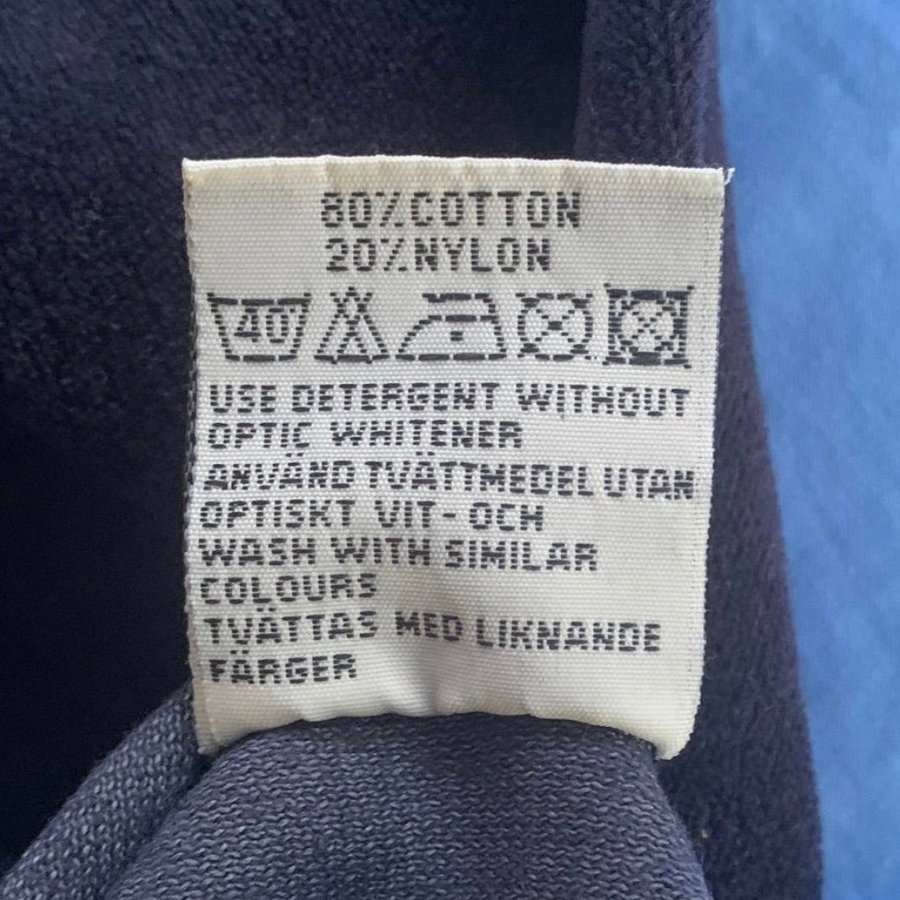 80%COTTON
20%NYLON
40
USE DETERGENT WITHOUT
OPTIC WHITENER
ANVÄND TVÄTTMEDEL UTAN
OPTISKT VIT-OCH
WASH WITH SIMILAR
COLOURS
TVÄTTAS MED LIKNANDE
FÄRGER